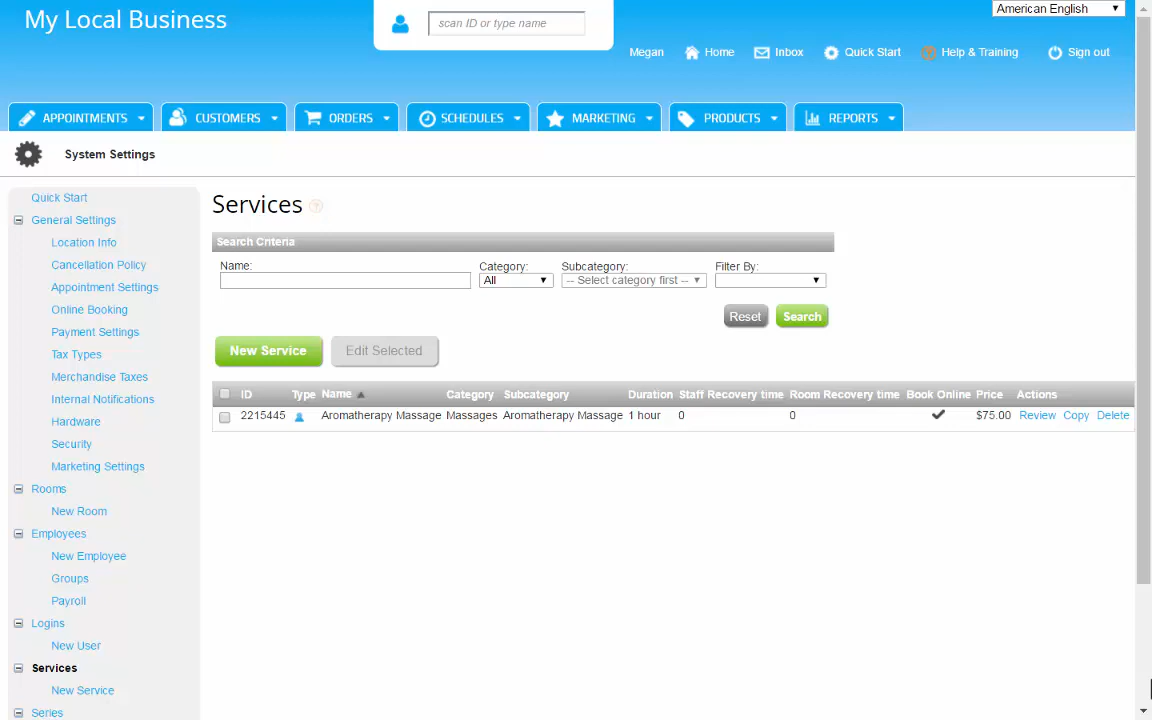 My Local Business
scan ID or type name
American English
Megan
Home
Inbox
Quick Start
Help & Training
Sign out
APPOINTMENTS
CUSTOMERS
ORDERS
SCHEDULES
MARKETING
PRODUCTS
REPORTS
System Settings
Quick Start
General Settings
Location Info
Cancellation Policy
Appointment Settings
Online Booking
Payment Settings
Tax Types
Merchandise Taxes
Internal Notifications
Hardware
Security
Marketing Settings
Rooms
New Room
Employees
New Employee
Groups
Payroll
Logins
New User
Services
New Service
Series
Services ?
Search Criteria
Name: Category: Subcategory: Filter By:
All -- Select category first --
Reset Search
New Service Edit Selected
ID Type Name Category Subcategory Duration Staff Recovery time Room Recovery time Book Online Price Actions
2215445 Aromatherapy Massage Massages Aromatherapy Massage 1 hour 0 0 $75.00 Review Copy Delete